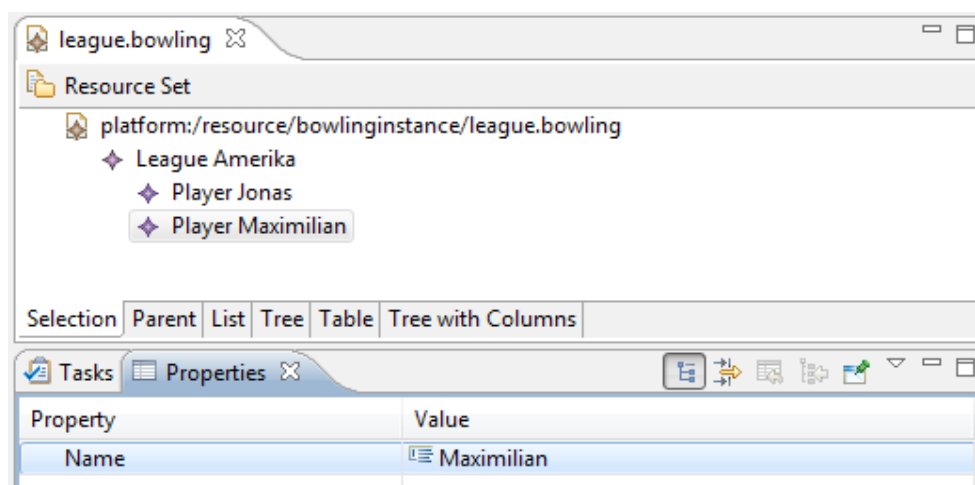 league.bowling
Resource Set
platform:/resource/bowlinginstance/league.bowling
League Amerika
Player Jonas
Player Maximilian
Selection Parent List Tree Table Tree with Columns
Tasks Properties
Property Value
Name Maximilian